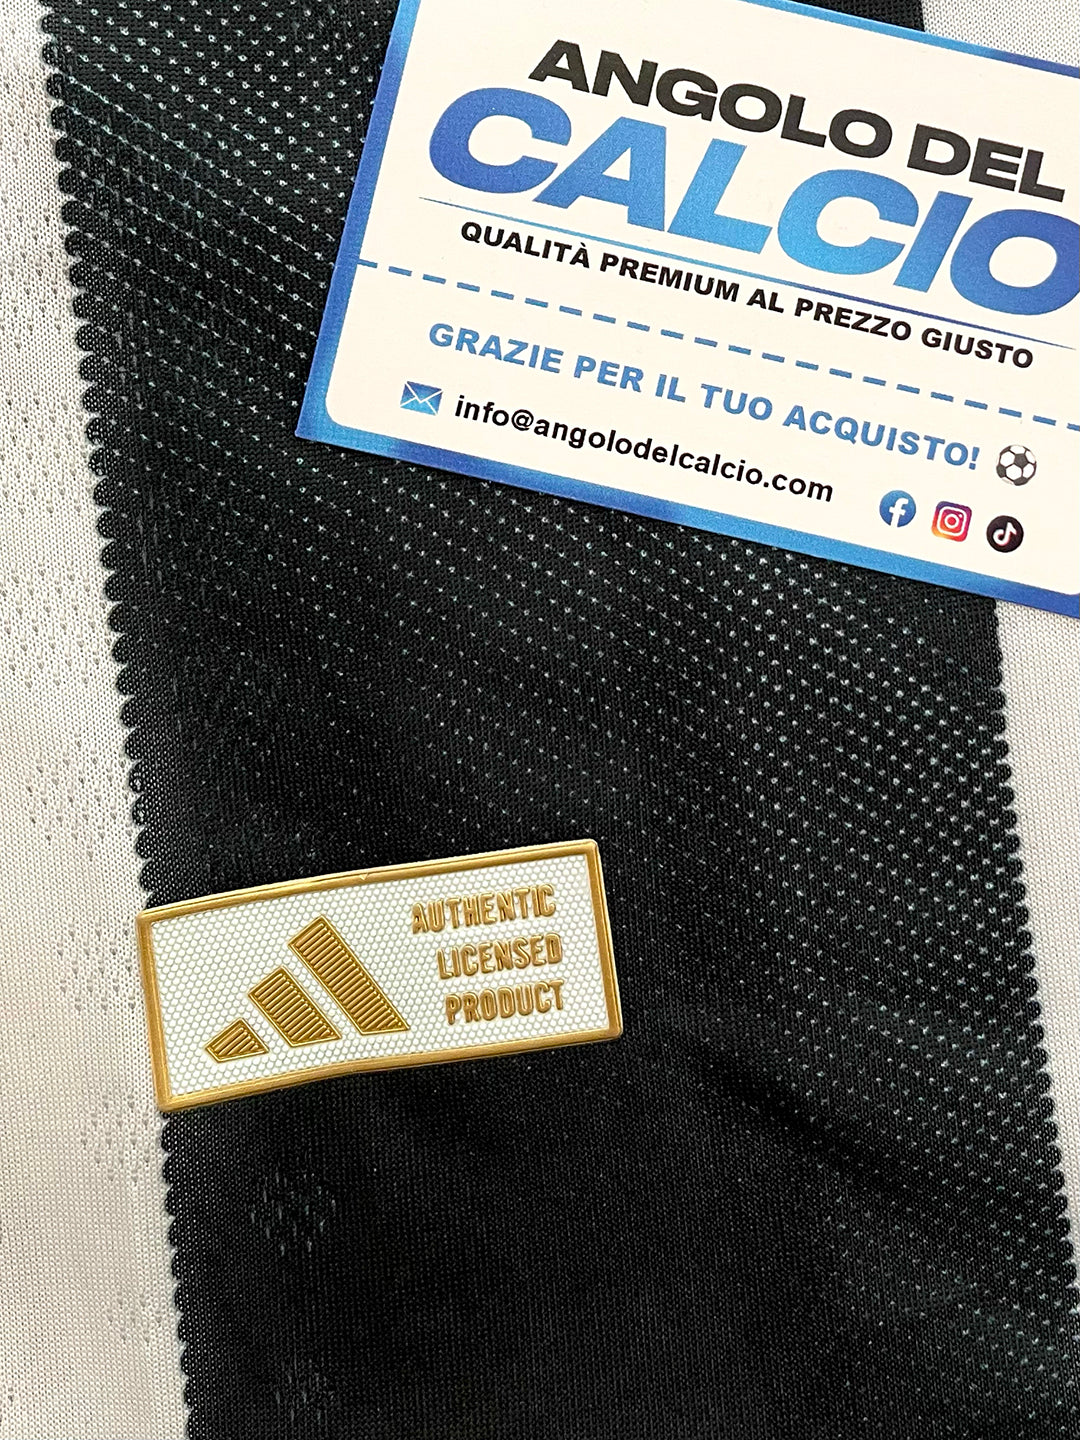 ANGOLO DEL
CALCIO
QUALITÀ PREMIUM AL PREZZO GIUSTO
GRAZIE PER IL TUO ACQUISTO!
info@angolodelcalcio.com
AUTHENTIC
LICENSED
PRODUCT